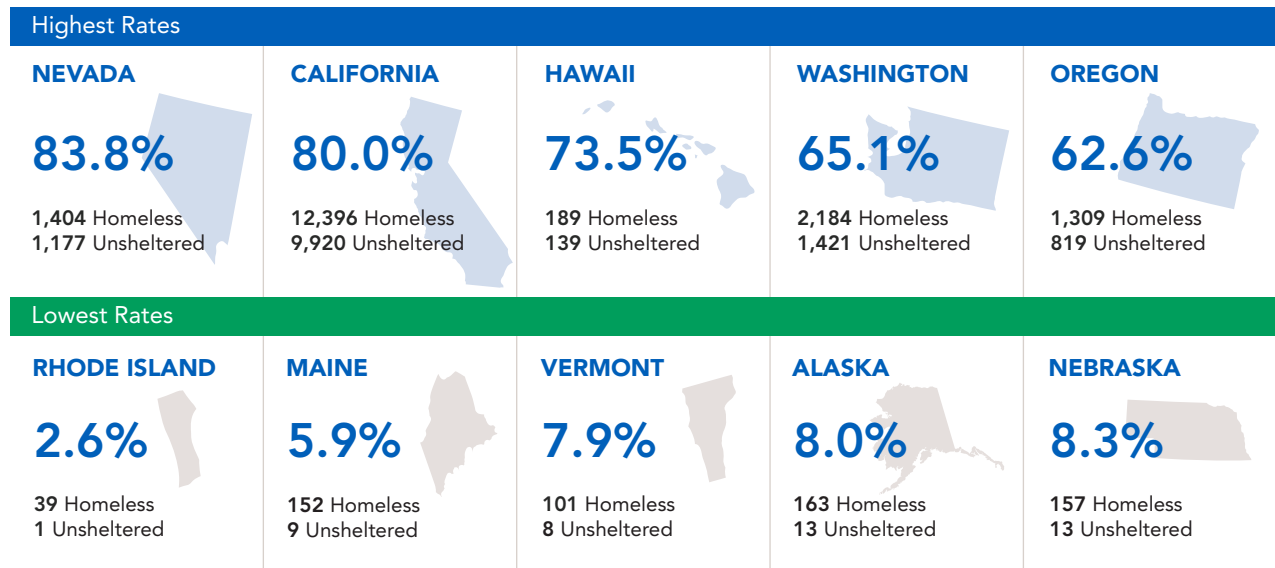 Highest Rates
NEVADA
83.8%
1,404 Homeless
1,177 Unsheltered
CALIFORNIA
80.0%
12,396 Homeless
9,920 Unsheltered
HAWAII
73.5%
189 Homeless
139 Unsheltered
WASHINGTON
65.1%
2,184 Homeless
1,421 Unsheltered
OREGON
62.6%
1,309 Homeless
819 Unsheltered
Lowest Rates
RHODE ISLAND
2.6%
39 Homeless
1 Unsheltered
MAINE
5.9%
152 Homeless
9 Unsheltered
VERMONT
7.9%
101 Homeless
8 Unsheltered
ALASKA
8.0%
163 Homeless
13 Unsheltered
NEBRASKA
8.3%
157 Homeless
13 Unsheltered